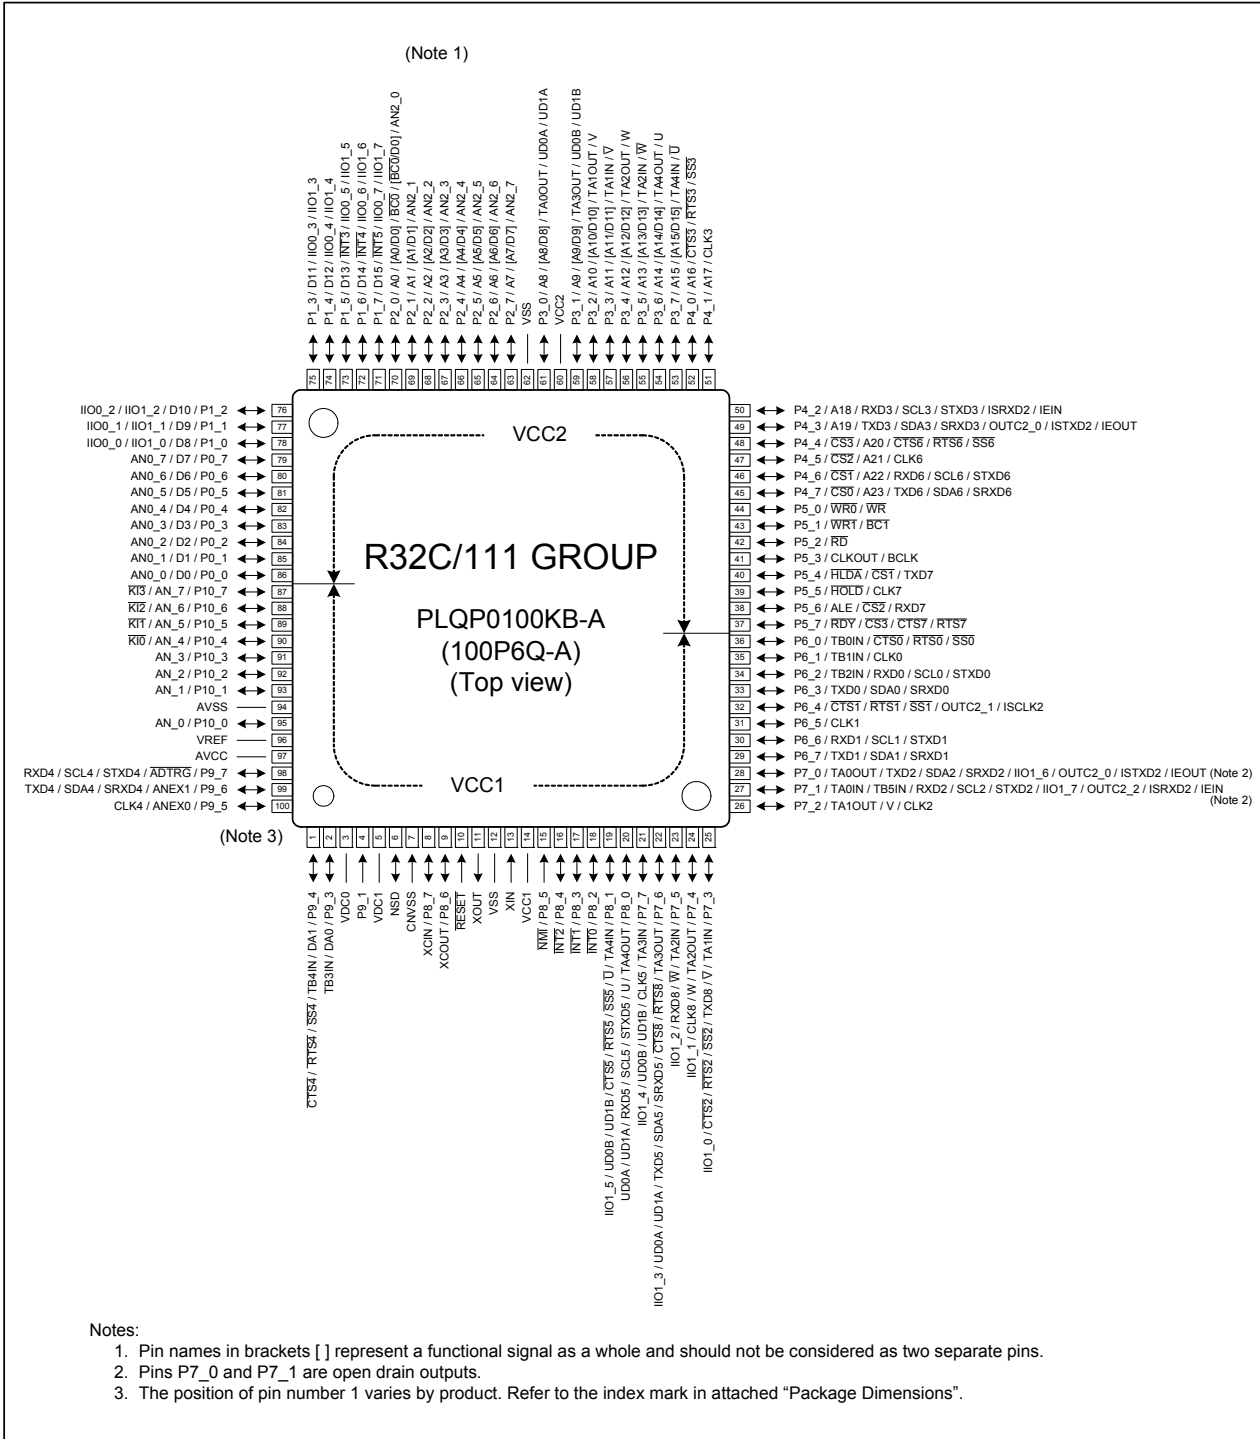 (Note 1)
P1_3 / D11 / IIO0_3 / IIO1_3
P1_4 / D12 / IIO0_4 / IIO1_4
P1_5 / D13 / INT3 / IIO0_5 / IIO1_5
P1_6 / D14 / INT4 / IIO0_6 / IIO1_6
P1_7 / D15 / INT5 / IIO0_7 / IIO1_7
P2_0 / A0 / [A0/D0] / BC0 / [BC0/D0] / AN2_0
P2_1 / A1 / [A1/D1] / AN2_1
P2_2 / A2 / [A2/D2] / AN2_2
P2_3 / A3 / [A3/D3] / AN2_3
P2_4 / A4 / [A4/D4] / AN2_4
P2_5 / A5 / [A5/D5] / AN2_5
P2_6 / A6 / [A6/D6] / AN2_6
P2_7 / A7 / [A7/D7] / AN2_7
VSS
P3_0 / A8 / [A8/D8] / TA0OUT / UD0A / UD1A
VCC2
P3_1 / A9 / [A9/D9] / TA3OUT / UD0B / UD1B
P3_2 / A10 / [A10/D10] / TA1OUT / V
P3_3 / A11 / [A11/D11] / TA1IN / V
P3_4 / A12 / [A12/D12] / TA2OUT / W
P3_5 / A13 / [A13/D13] / TA2IN / W
P3_6 / A14 / [A14/D14] / TA4OUT / U
P3_7 / A15 / [A15/D15] / TA4IN / U
P4_0 / A16 / CTS3 / RTS3 / SS3
P4_1 / A17 / CLK3
75 74 73 72 71 70 69 68 67 66 65 64 63 62 61 60 59 58 57 56 55 54 53 52 51
IIO0_2 / IIO1_2 / D10 / P1_2 76
IIO0_1 / IIO1_1 / D9 / P1_1 77
IIO0_0 / IIO1_0 / D8 / P1_0 78
AN0_7 / D7 / P0_7 79
AN0_6 / D6 / P0_6 80
AN0_5 / D5 / P0_5 81
AN0_4 / D4 / P0_4 82
AN0_3 / D3 / P0_3 83
AN0_2 / D2 / P0_2 84
AN0_1 / D1 / P0_1 85
AN0_0 / D0 / P0_0 86
KI3 / AN_7 / P10_7 87
KI2 / AN_6 / P10_6 88
KI1 / AN_5 / P10_5 89
KI0 / AN_4 / P10_4 90
AN_3 / P10_3 91
AN_2 / P10_2 92
AN_1 / P10_1 93
AVSS 94
AN_0 / P10_0 95
VREF 96
AVCC 97
RXD4 / SCL4 / STXD4 / ADTRG / P9_7 98
TXD4 / SDA4 / SRXD4 / ANEX1 / P9_6 99
CLK4 / ANEX0 / P9_5 100
VCC2
R32C/111 GROUP
PLQP0100KB-A
(100P6Q-A)
(Top view)
VCC1
50 P4_2 / A18 / RXD3 / SCL3 / STXD3 / ISRXD2 / IEIN
49 P4_3 / A19 / TXD3 / SDA3 / SRXD3 / OUTC2_0 / ISTXD2 / IEOUT
48 P4_4 / CS3 / A20 / CTS6 / RTS6 / SS6
47 P4_5 / CS2 / A21 / CLK6
46 P4_6 / CS1 / A22 / RXD6 / SCL6 / STXD6
45 P4_7 / CS0 / A23 / TXD6 / SDA6 / SRXD6
44 P5_0 / WR0 / WR
43 P5_1 / WR1 / BC1
42 P5_2 / RD
41 P5_3 / CLKOUT / BCLK
40 P5_4 / HLDA / CS1 / TXD7
39 P5_5 / HOLD / CLK7
38 P5_6 / ALE / CS2 / RXD7
37 P5_7 / RDY / CS3 / CTS7 / RTS7
36 P6_0 / TB0IN / CTS0 / RTS0 / SS0
35 P6_1 / TB1IN / CLK0
34 P6_2 / TB2IN / RXD0 / SCL0 / STXD0
33 P6_3 / TXD0 / SDA0 / SRXD0
32 P6_4 / CTS1 / RTS1 / SS1 / OUTC2_1 / ISCLK2
31 P6_5 / CLK1
30 P6_6 / RXD1 / SCL1 / STXD1
29 P6_7 / TXD1 / SDA1 / SRXD1
28 P7_0 / TA0OUT / TXD2 / SDA2 / SRXD2 / IIO1_6 / OUTC2_0 / ISTXD2 / IEOUT (Note 2)
27 P7_1 / TA0IN / TB5IN / RXD2 / SCL2 / STXD2 / IIO1_7 / OUTC2_2 / ISRXD2 / IEIN
(Note 2)
26 P7_2 / TA1OUT / V / CLK2
(Note 3)
1 2 3 4 5 6 7 8 9 10 11 12 13 14 15 16 17 18 19 20 21 22 23 24 25
CTS4 / RTS4 / SS4 / TB4IN / DA1 / P9_4
TB3IN / DA0 / P9_3
VDC0
P9_1
VDC1
NSD
CNVSS
XCIN / P8_7
XCOUT / P8_6
RESET
XOUT
VSS
XIN
VCC1
NMI / P8_5
INT2 / P8_4
INT1 / P8_3
INT0 / P8_2
IIO1_5 / UD0B / UD1B / CTS5 / RTS5 / SS5 / U / TA4IN / P8_1
UD0A / UD1A / RXD5 / SCL5 / STXD5 / U / TA4OUT / P8_0
IIO1_4 / UD0B / UD1B / CLK5 / TA3IN / P7_7
IIO1_3 / UD0A / UD1A / TXD5 / SDA5 / SRXD5 / CTS8 / RTS8 / TA3OUT / P7_6
IIO1_2 / RXD8 / W / TA2IN / P7_5
IIO1_1 / CLK8 / W / TA2OUT / P7_4
IIO1_0 / CTS2 / RTS2 / SS2 / TXD8 / V / TA1IN / P7_3
Notes:
1. Pin names in brackets [ ] represent a functional signal as a whole and should not be considered as two separate pins.
2. Pins P7_0 and P7_1 are open drain outputs.
3. The position of pin number 1 varies by product. Refer to the index mark in attached “Package Dimensions”.